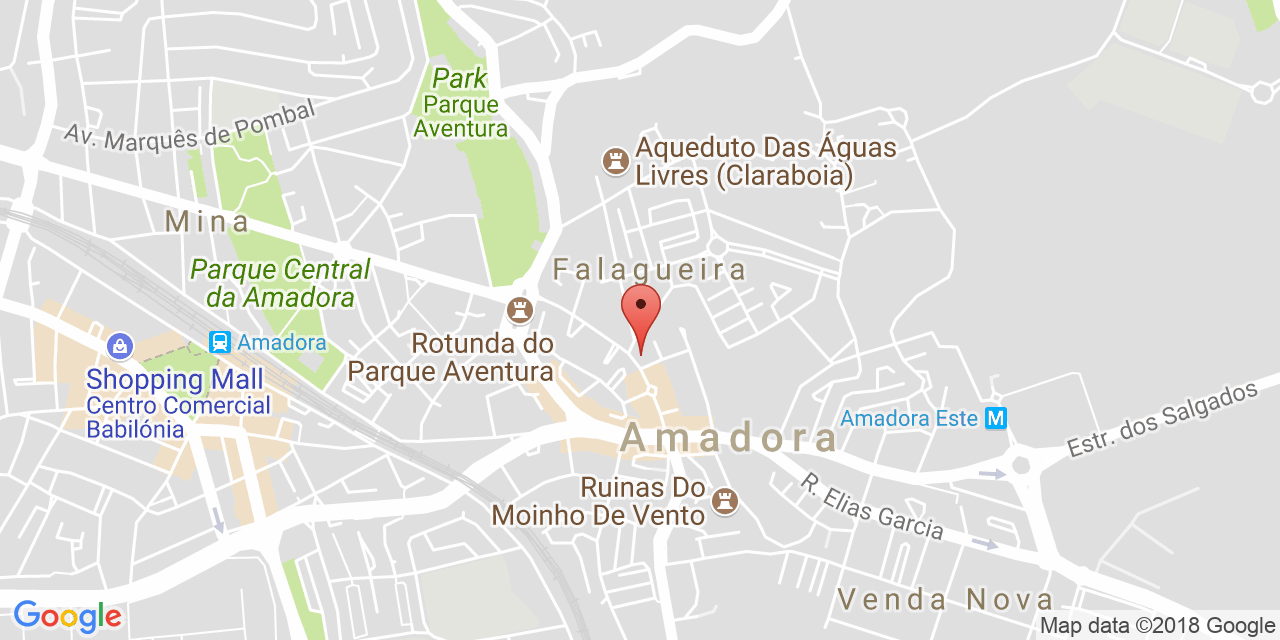 Park
Parque
Aventura
Av. Marquês de Pombal
Aqueduto Das Águas
Livres (Claraboia)
Mina
Falagueira
Parque Central
da Amadora
Amadora
Rotunda do
Parque Aventura
Shopping Mall
Centro Comercial
Babilónia
Amadora
Amadora Este M
Estr. dos Salgados
Ruinas Do
Moinho De Vento
R. Elias Garcia
Venda Nova
Google
Map data ©2018 Google